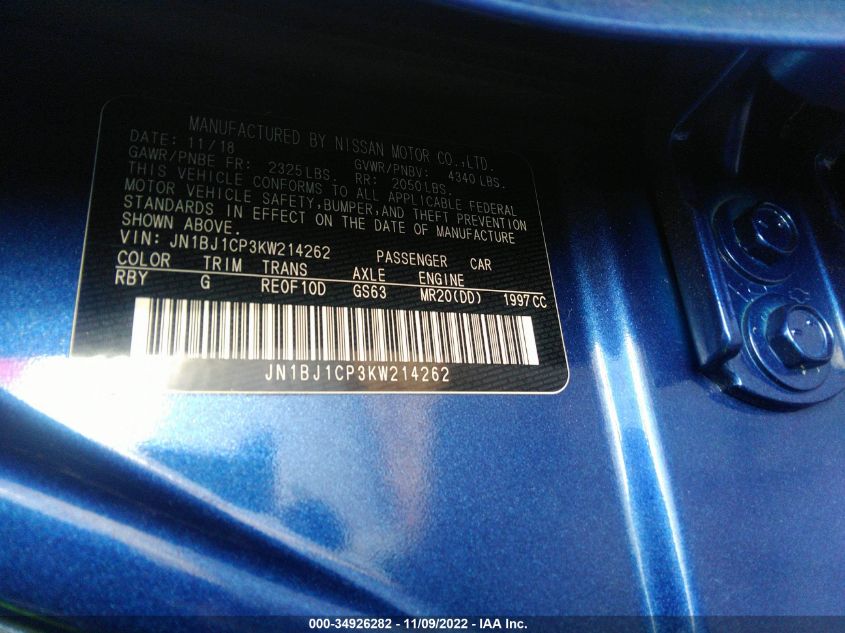 MANUFACTURED BY NISSAN MOTOR CO.,LTD.
DATE: 11/18 GVWR/PNBV: 4340 LBS.
GAWR/PNBE FR: 2325 LBS. RR: 2050 LBS.
THIS VEHICLE CONFORMS TO ALL APPLICABLE FEDERAL
MOTOR VEHICLE SAFETY,BUMPER,AND THEFT PREVENTION
STANDARDS IN EFFECT ON THE DATE OF MANUFACTURE
SHOWN ABOVE.
VIN: JN1BJ1CP3KW214262 PASSENGER CAR
COLOR TRIM TRANS AXLE ENGINE
RBY G RE0F10D GS63 MR20(DD) 1997 CC
JN1BJ1CP3KW214262
000-34926282 - 11/09/2022 - IAA Inc.